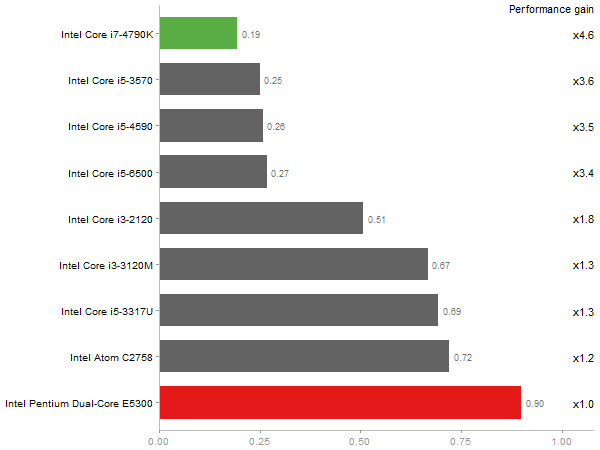 Performance gain
Intel Core i7-4790K 0.19 x4.6
Intel Core i5-3570 0.25 x3.6
Intel Core i5-4590 0.26 x3.5
Intel Core i5-6500 0.27 x3.4
Intel Core i3-2120 0.51 x1.8
Intel Core i3-3120M 0.67 x1.3
Intel Core i5-3317U 0.69 x1.3
Intel Atom C2758 0.72 x1.2
Intel Pentium Dual-Core E5300 0.90 x1.0
0.00 0.25 0.50 0.75 1.00